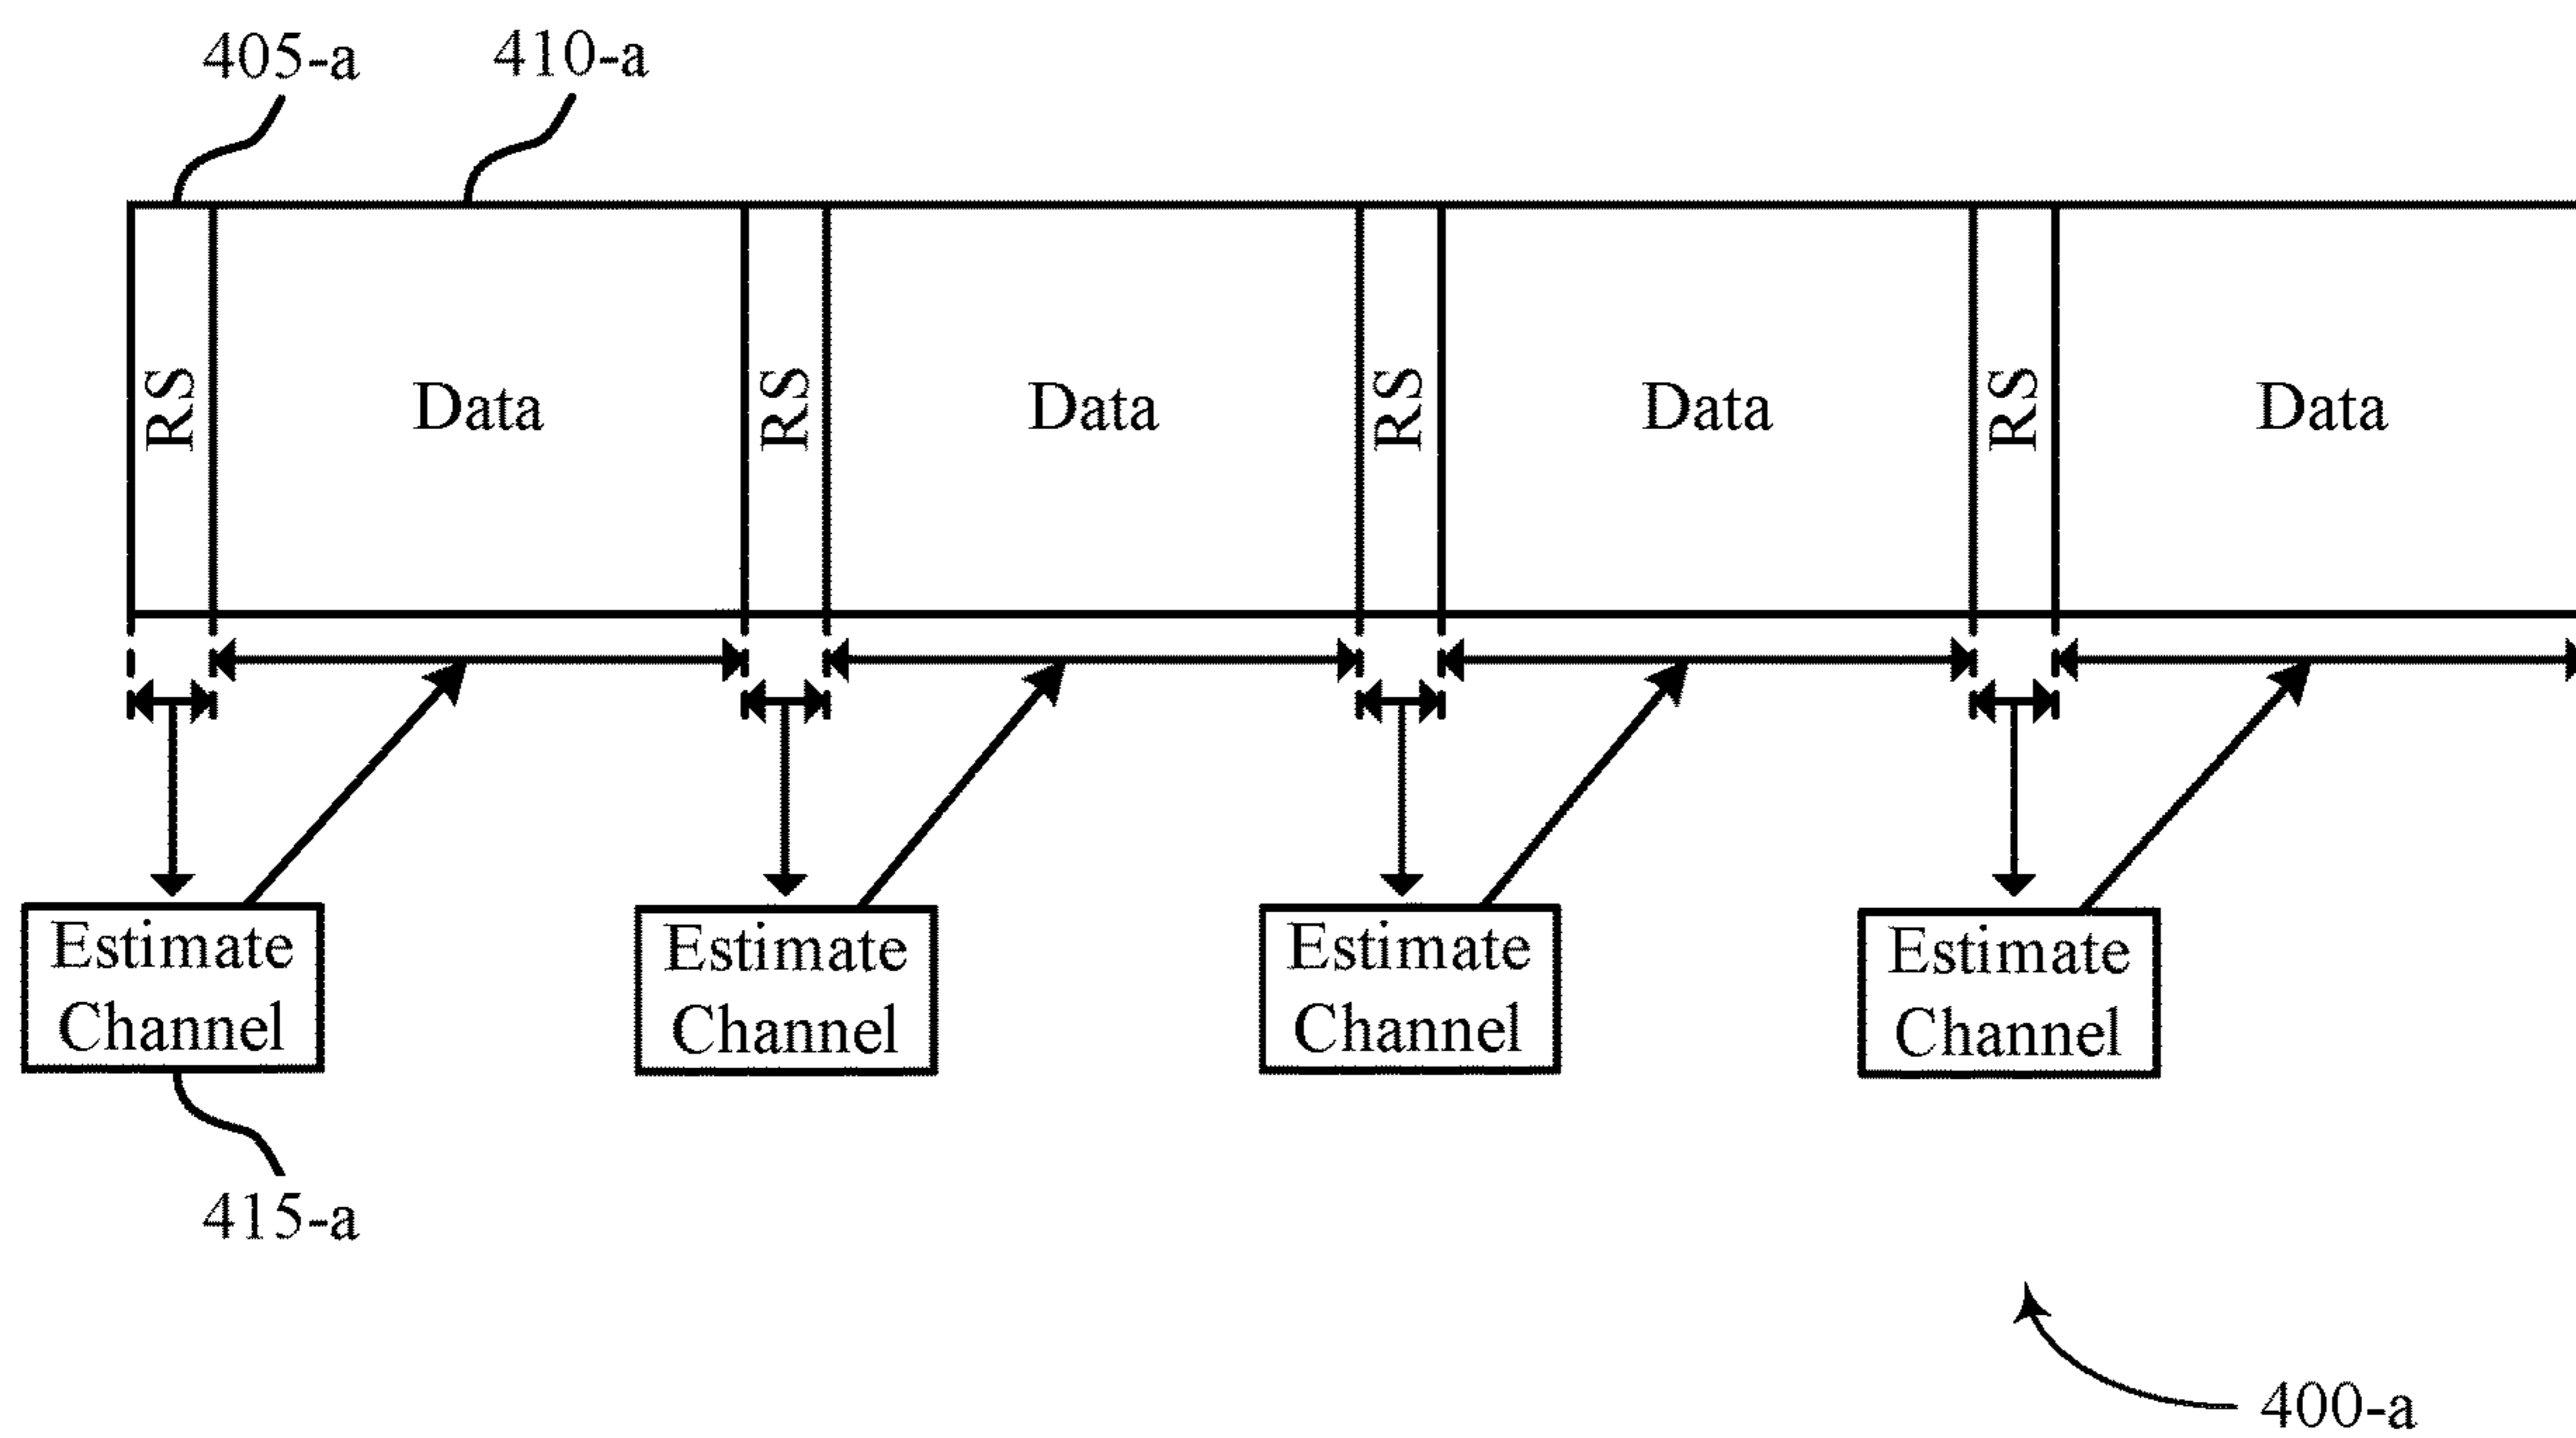 405-a
410-a
RS
Data
RS
Data
RS
Data
RS
Data
Estimate
Channel
Estimate
Channel
Estimate
Channel
Estimate
Channel
415-a
400-a